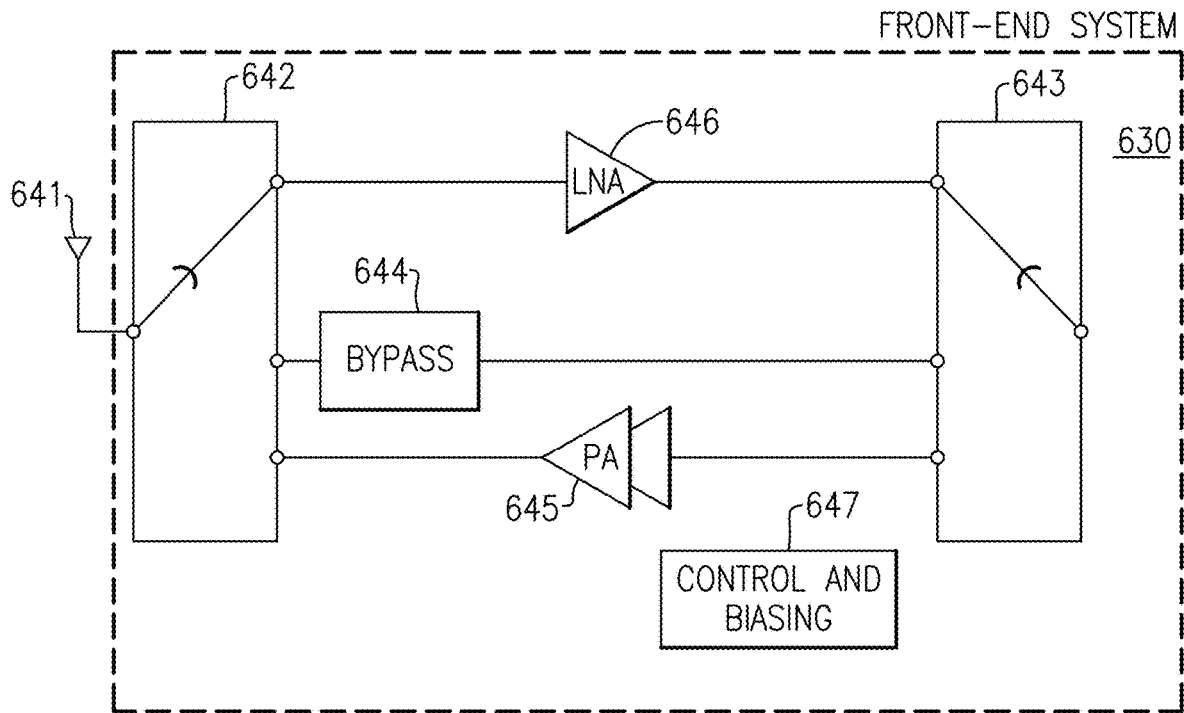 FRONT-END SYSTEM
642
643
646
630
LNA
641
644
BYPASS
PA
645
647
CONTROL AND
BIASING